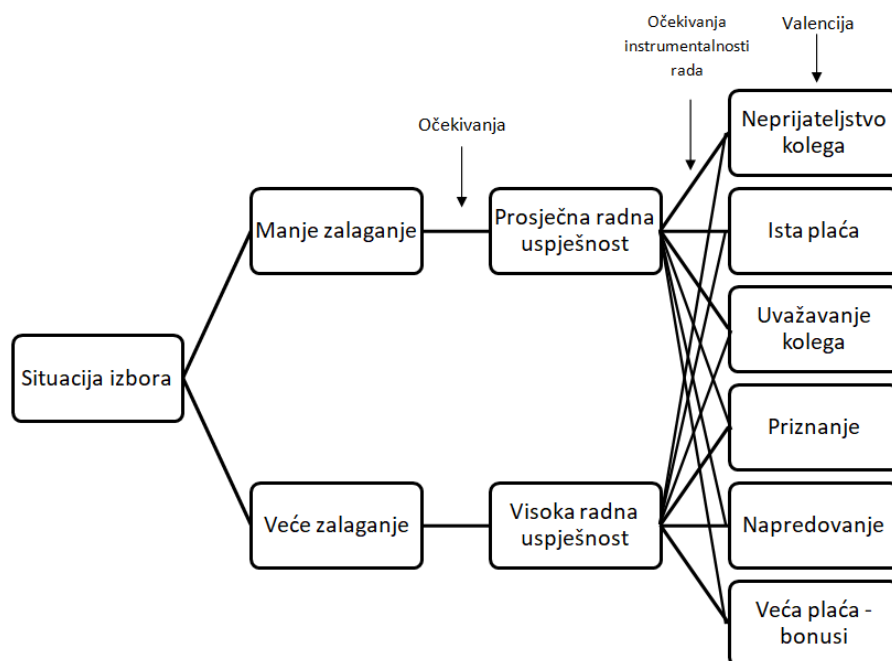 Očekivanja
instrumentalnosti
rada
Valencija
Neprijateljstvo
kolega
Očekivanja
Manje zalaganje
Prosječna radna
uspješnost
Ista plaća
Uvažavanje
kolega
Situacija izbora
Priznanje
Veće zalaganje
Visoka radna
uspješnost
Napredovanje
Veća plaća -
bonusi